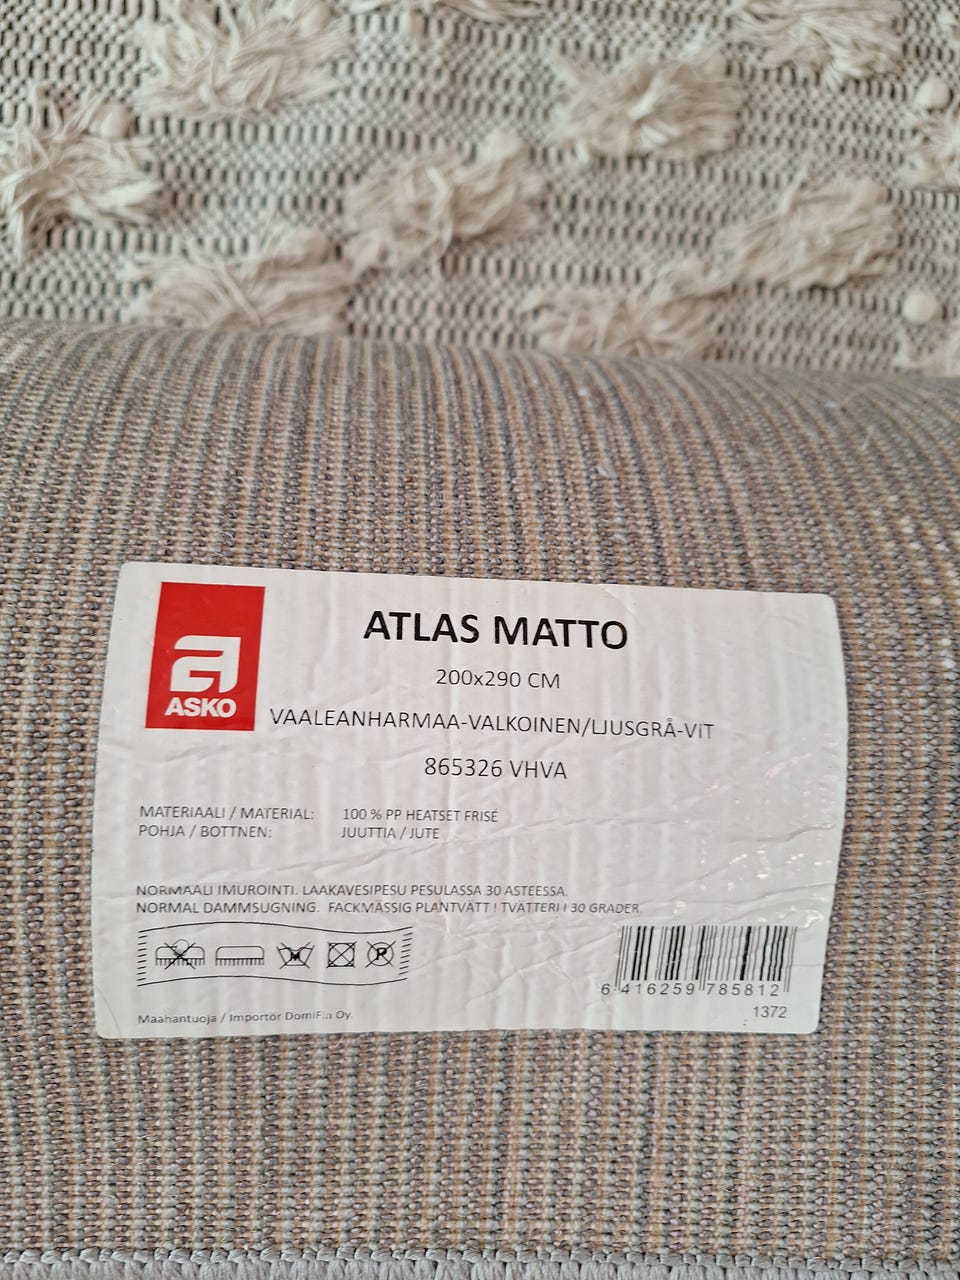 ASKO
ATLAS MATTO
200x290 CM
VAALEANHARMAA-VALKOINEN/LJUSGRÅ-VIT
865326 VHVA
MATERIAALI / MATERIAL: 100 % PP HEATSET FRISÉ
POHJA / BOTTNEN: JUUTTIA / JUTE
NORMAALI IMUROINTI. LAAKAVESIPESU PESULASSA 30 ASTEESSA.
NORMAL DAMMSUGNING. FACKMÄSSIG PLANTVÄTT I TVÄTTERI I 30 GRADER.
M P
6 416259 785812
1372
Maahantuoja / Importör DomiFin Oy.